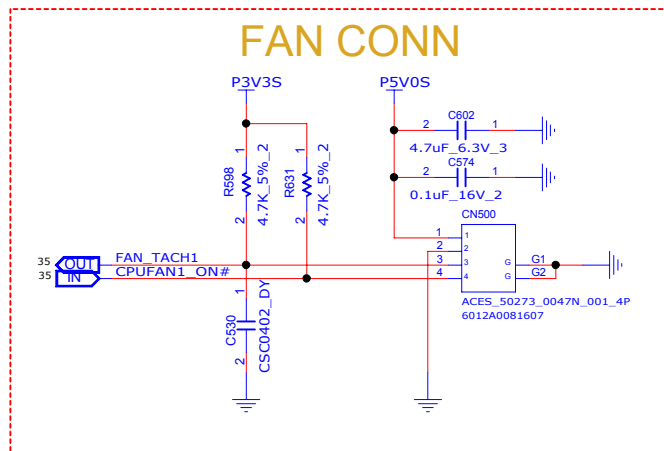 FAN CONN
P3V3S
P5V0S
C602
2 1
4.7uF_6.3V_3
C574
2 1
0.1uF_16V_2
1 1
R598
4.7K_5%_2
R631
4.7K_5%_2
2 2
CN500
1 1
2 2
3 3
4 4
G G1
G G2
ACES_50273_0047N_001_4P
6012A0081607
35 OUT FAN_TACH1
35 IN CPUFAN1_ON#
1
C530
CSC0402_DY
2